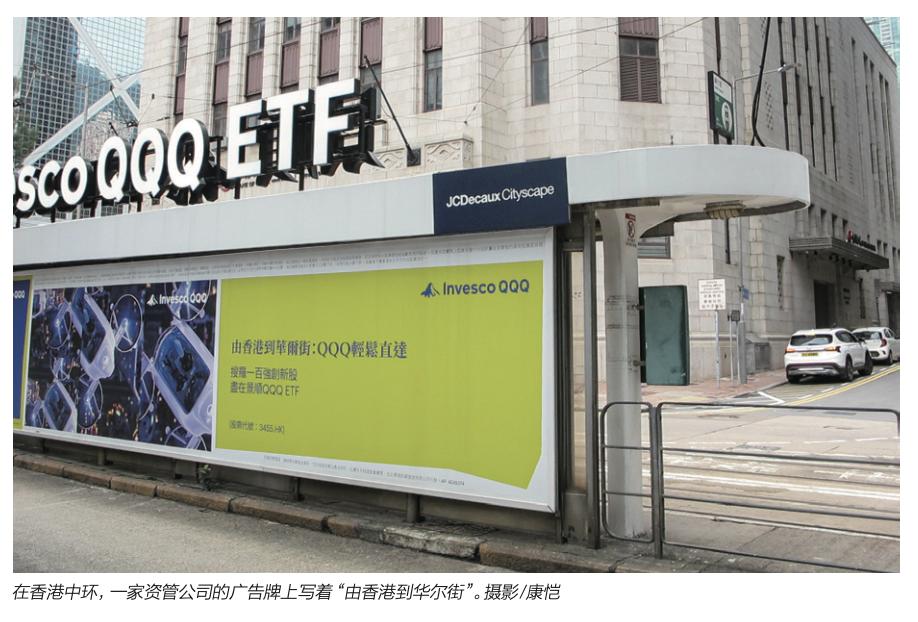 sco QQQ ETF
JCDecaux Cityscape
Invesco QQQ
Invesco QQQ
由香港到華爾街：QQQ輕鬆直達
搜羅一百強創新股
盡在景順QQQ ETF
(股票代號：3455.HK)
在香港中环，一家资管公司的广告牌上写着“由香港到华尔街”。摄影/康恺